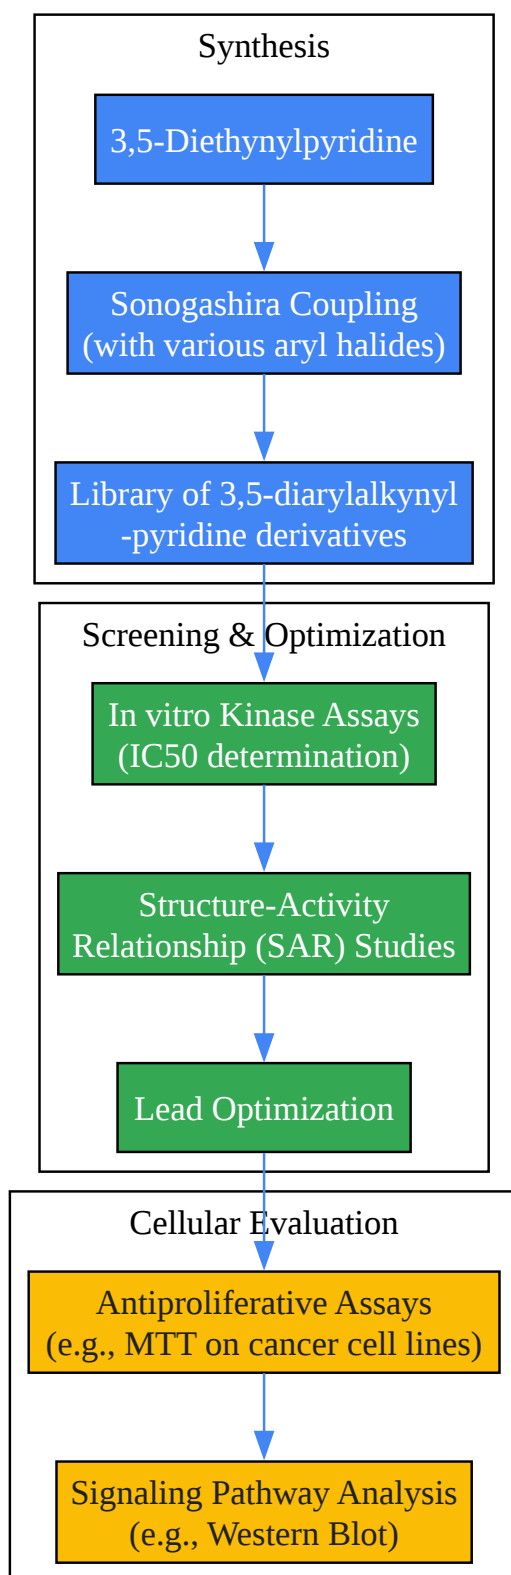 Synthesis
3,5-Diethynylpyridine
Sonogashira Coupling
(with various aryl halides)
Library of 3,5-diarylalkynyl
-pyridine derivatives
Screening & Optimization
In vitro Kinase Assays
(IC50 determination)
Structure-Activity
Relationship (SAR) Studies
Lead Optimization
Cellular Evaluation
Antiproliferative Assays
(e.g., MTT on cancer cell lines)
Signaling Pathway Analysis
(e.g., Western Blot)